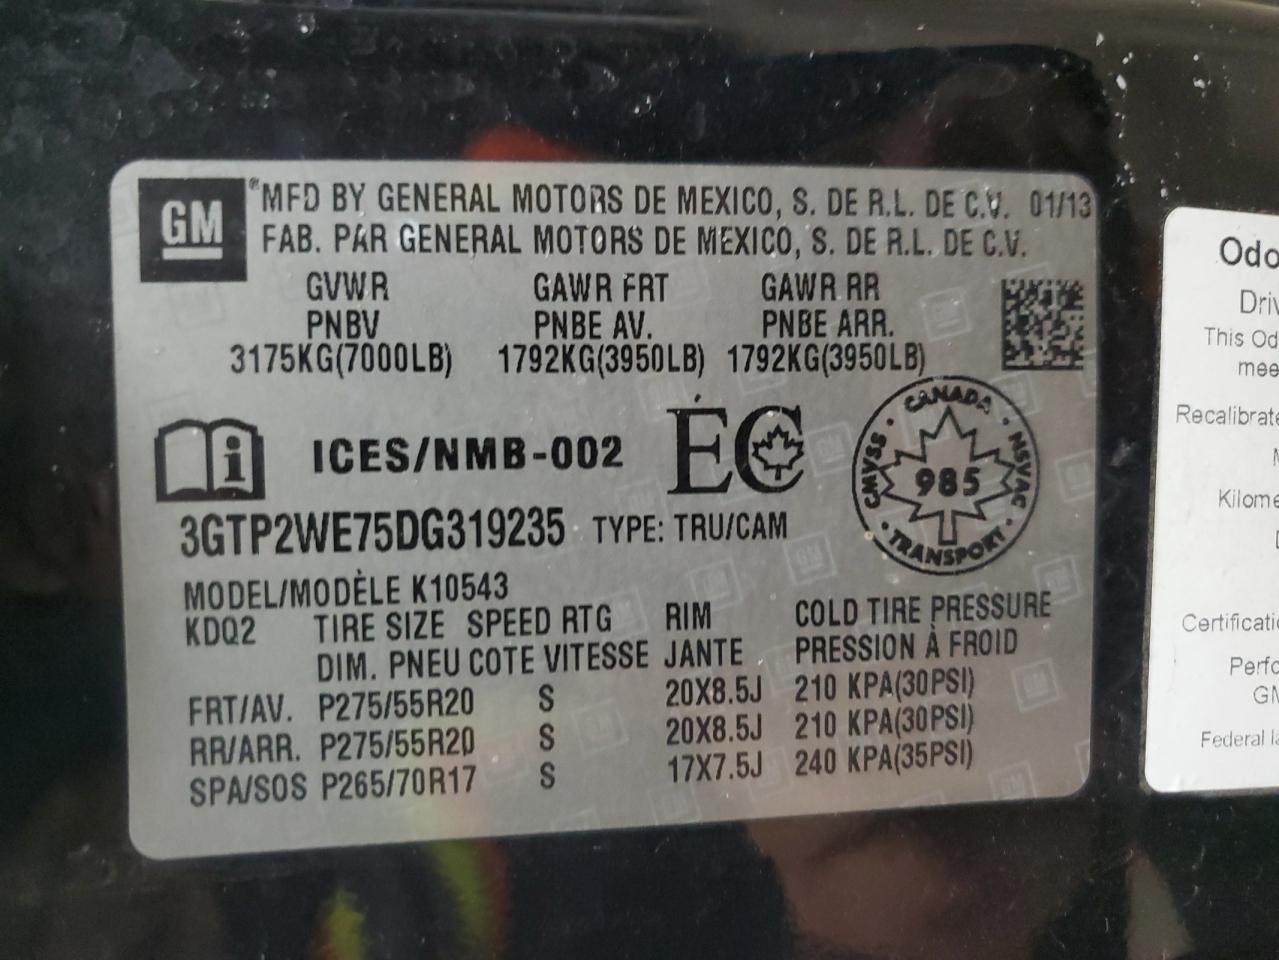 GM
®MFD BY GENERAL MOTORS DE MEXICO, S. DE R.L. DE C.V. 01/13
FAB. PAR GENERAL MOTORS DE MEXICO, S. DE R.L. DE C.V.
GVWR GAWR FRT GAWR RR
PNBV PNBE AV. PNBE ARR.
3175KG(7000LB) 1792KG(3950LB) 1792KG(3950LB)
i ICES/NMB-002 ÉC
CANADA · NSVAC · TRANSPORT · CMVSS ·
985
3GTP2WE75DG319235 TYPE: TRU/CAM
MODEL/MODÈLE K10543
KDQ2 TIRE SIZE SPEED RTG RIM COLD TIRE PRESSURE
DIM. PNEU COTE VITESSE JANTE PRESSION À FROID
FRT/AV. P275/55R20 S 20X8.5J 210 KPA(30PSI)
RR/ARR. P275/55R20 S 20X8.5J 210 KPA(30PSI)
SPA/SOS P265/70R17 S 17X7.5J 240 KPA(35PSI)
Odo
Driv
This Od
mee
Recalibrate
Kilome
Certificatio
Perfo
GM
Federal la